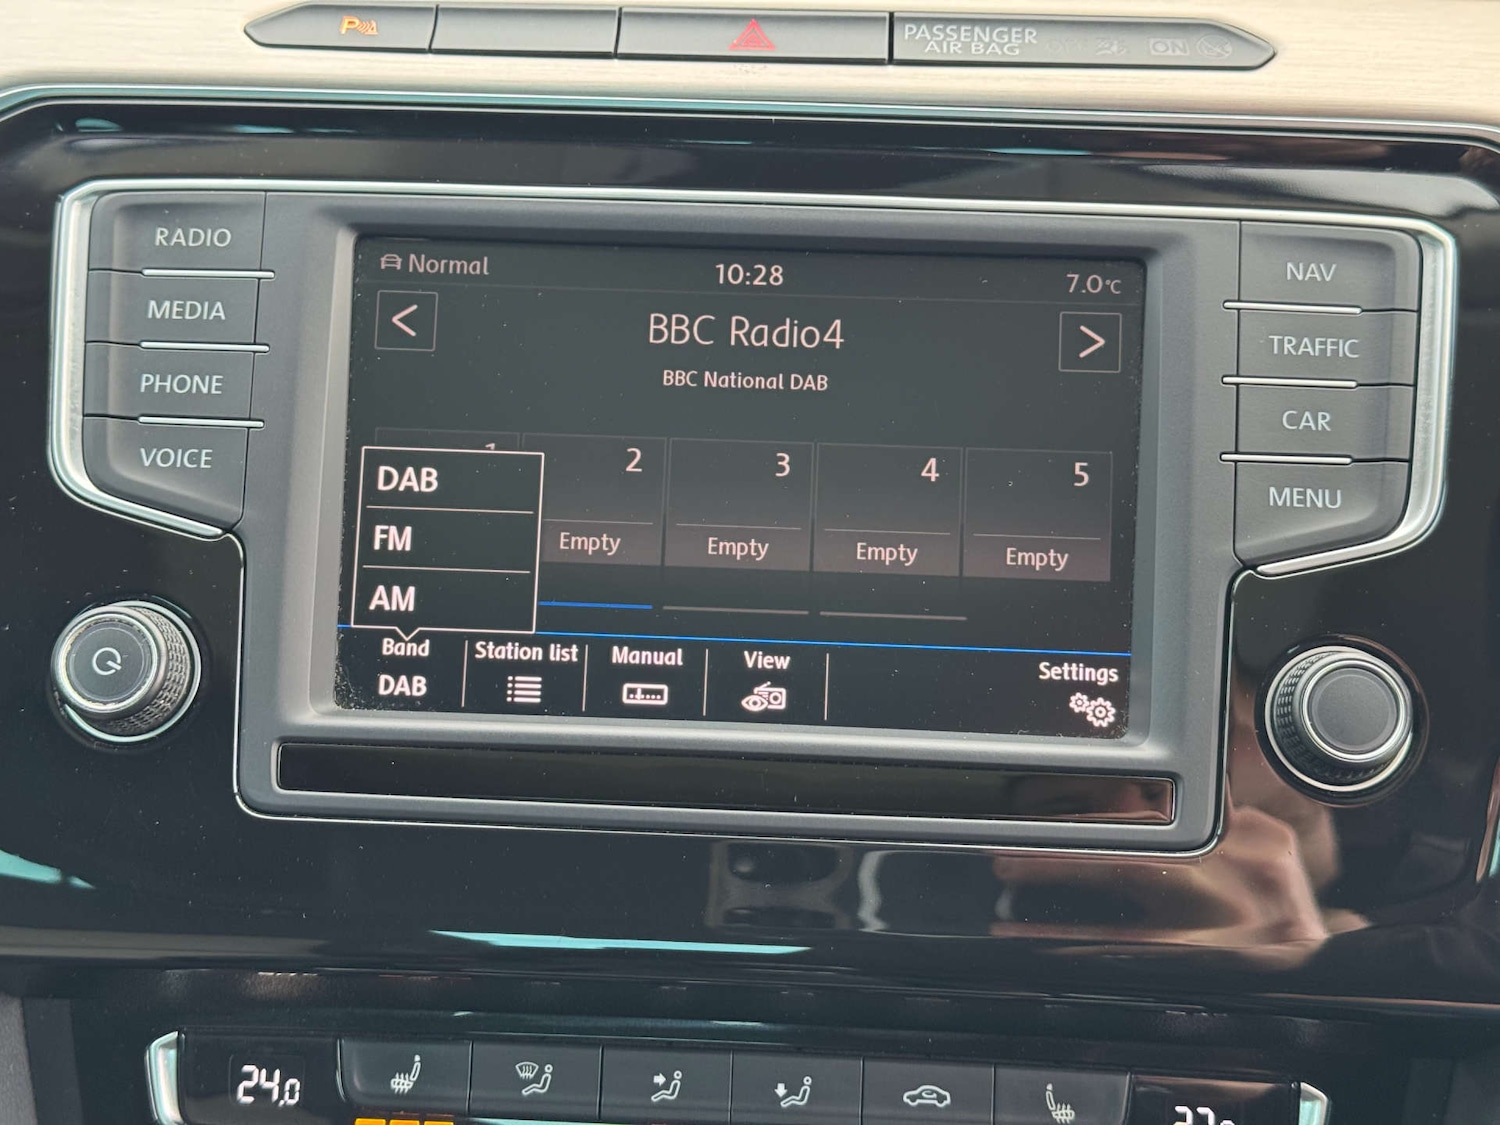 P
PASSENGER
AIR BAG
ON
RADIO
MEDIA
PHONE
VOICE
NAV
TRAFFIC
CAR
MENU
Normal
10:28
7.0°C
<
BBC Radio4
>
BBC National DAB
1
2
3
4
5
Empty
Empty
Empty
Empty
DAB
FM
AM
Band
DAB
Station list
Manual
View
Settings
24.0